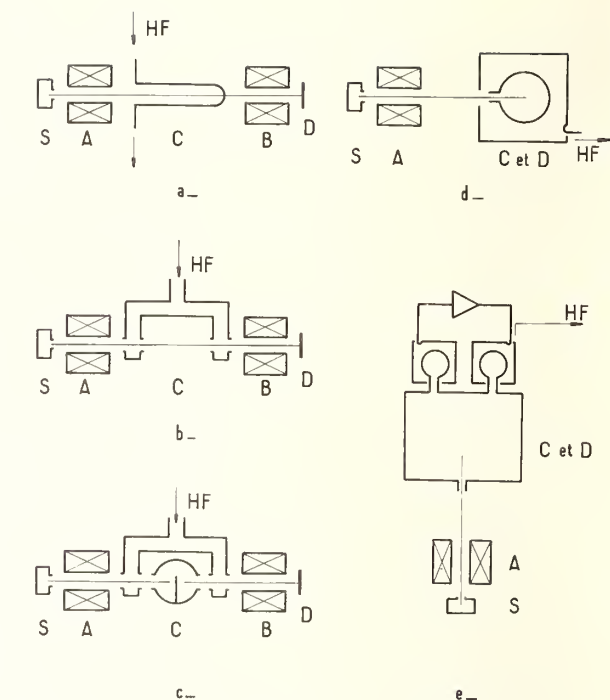 HF
S A C B D
a_
HF
S A C B D
b_
HF
S A C B D
c_
S A C et D HF
d_
HF
C et D
A
S
e_